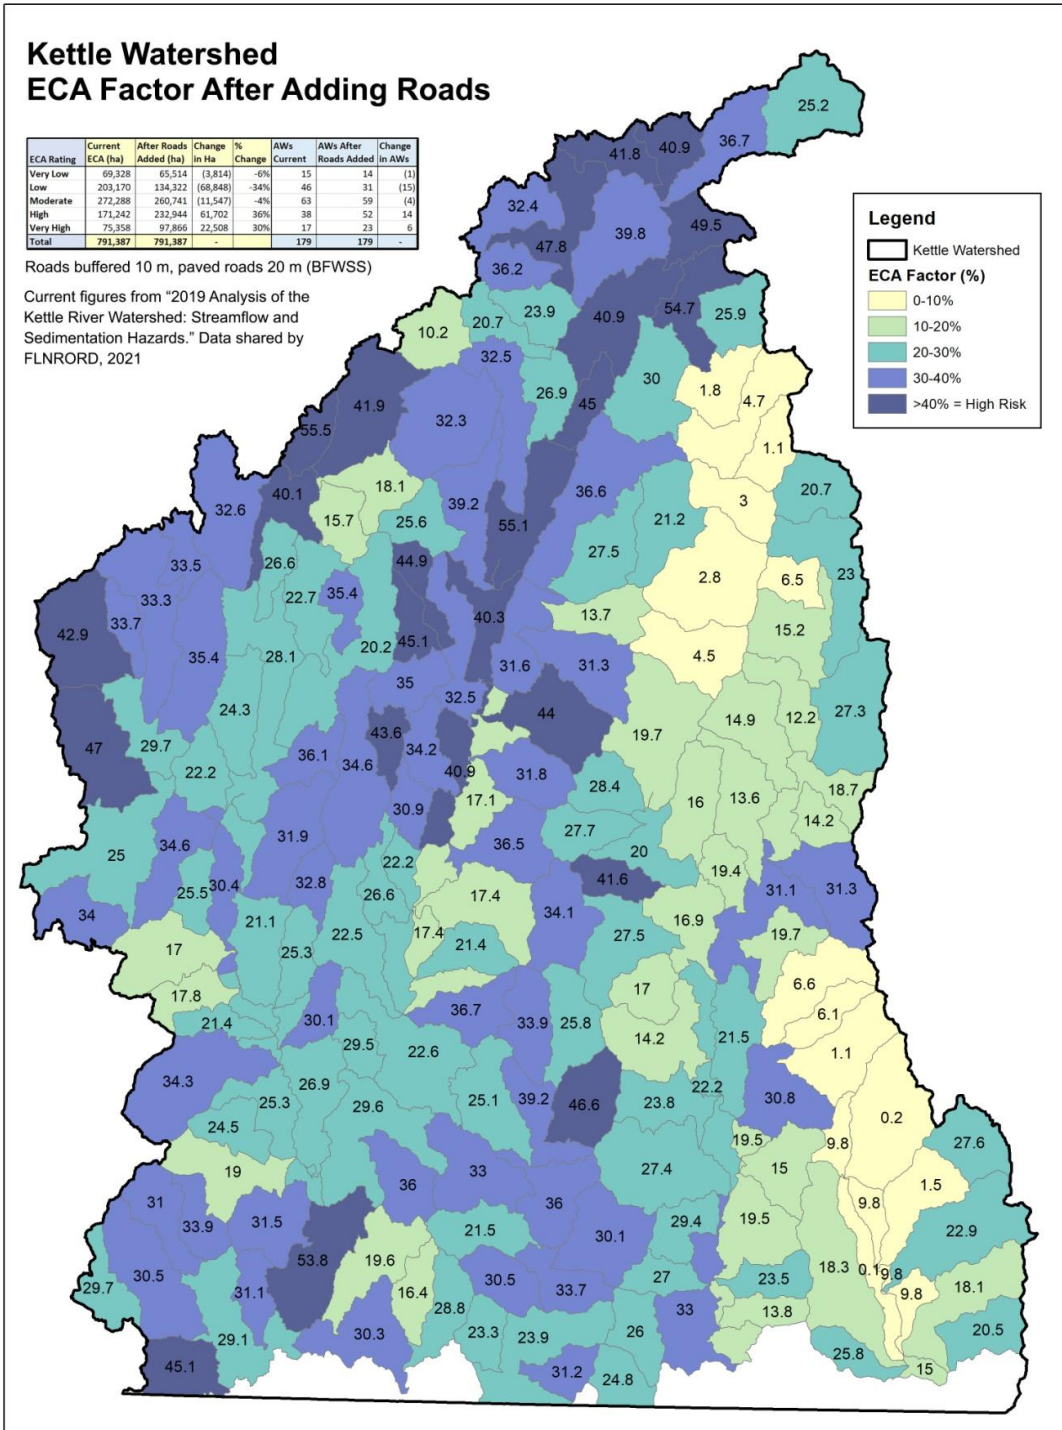 Kettle Watershed
ECA Factor After Adding Roads
ECA Rating Current ECA (ha) After Roads Added (ha) Change in Ha % Change AWs Current AWs After Roads Added Change in AWs
Very Low 69,328 65,514 (3,814) -6% 15 14 (1)
Low 203,170 134,322 (68,848) -34% 46 31 (15)
Moderate 272,288 260,741 (11,547) -4% 63 59 (4)
High 171,242 232,944 61,702 36% 38 52 14
Very High 75,358 97,866 22,508 30% 17 23 6
Total 791,387 791,387 - 179 179 -
Roads buffered 10 m, paved roads 20 m (BFWSS)
Current figures from “2019 Analysis of the
Kettle River Watershed: Streamflow and
Sedimentation Hazards.” Data shared by
FLNRORD, 2021
Legend
Kettle Watershed
ECA Factor (%)
0-10%
10-20%
20-30%
30-40%
>40% = High Risk
25.2
41.8 40.9 36.7
32.4 39.8 49.5
47.8
36.2
10.2 20.7 23.9 40.9 54.7 25.9
32.5
26.9 45 30 1.8 4.7
55.5 41.9 32.3
1.1
32.6 40.1 15.7 18.1 39.2 36.6 20.7
25.6 55.1 21.2 3
33.5 26.6 44.9 27.5 2.8 6.5 23
33.3 22.7 35.4
42.9 33.7 40.3 13.7 15.2
35.4 28.1 20.2 45.1 31.6 31.3 4.5
35 32.5
24.3 44 19.7 14.9 12.2 27.3
47 29.7 36.1 34.6 43.6 34.2
22.2 40.9 31.8 28.4 18.7
30.9 17.1 16 13.6 14.2
25 34.6 31.9 36.5 27.7 20
22.2
25.5 30.4 32.8 26.6 17.4 41.6 19.4 31.1 31.3
34 21.1 22.5 17.4 34.1 16.9
17 25.3 21.4 27.5 19.7
17.8 17 6.6
21.4 30.1 36.7 33.9 25.8 6.1
29.5 22.6 14.2 21.5 1.1
34.3 26.9 22.2
25.3 29.6 25.1 39.2 46.6 23.8 30.8 0.2
24.5 19.5 9.8 27.6
19 36 33 27.4 15 1.5
31 33.9 31.5 36 9.8
21.5 30.1 29.4 19.5 22.9
53.8 19.6
29.7 30.5 31.1 16.4 30.5 33.7 27 23.5 18.3 0.1 9.8 18.1
28.8 13.8 9.8
29.1 30.3 23.3 23.9 26 33 20.5
45.1 31.2 24.8 25.8 15